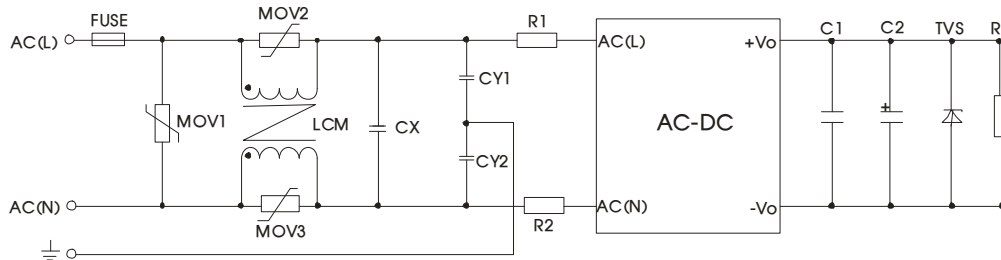 FUSE
MOV2
R1
C1
C2
TVS
R
AC(L)
AC(L)
+Vo
CY1
MOV1
LCM
CX
AC-DC
CY2
AC(N)
AC(N)
-Vo
MOV3
R2